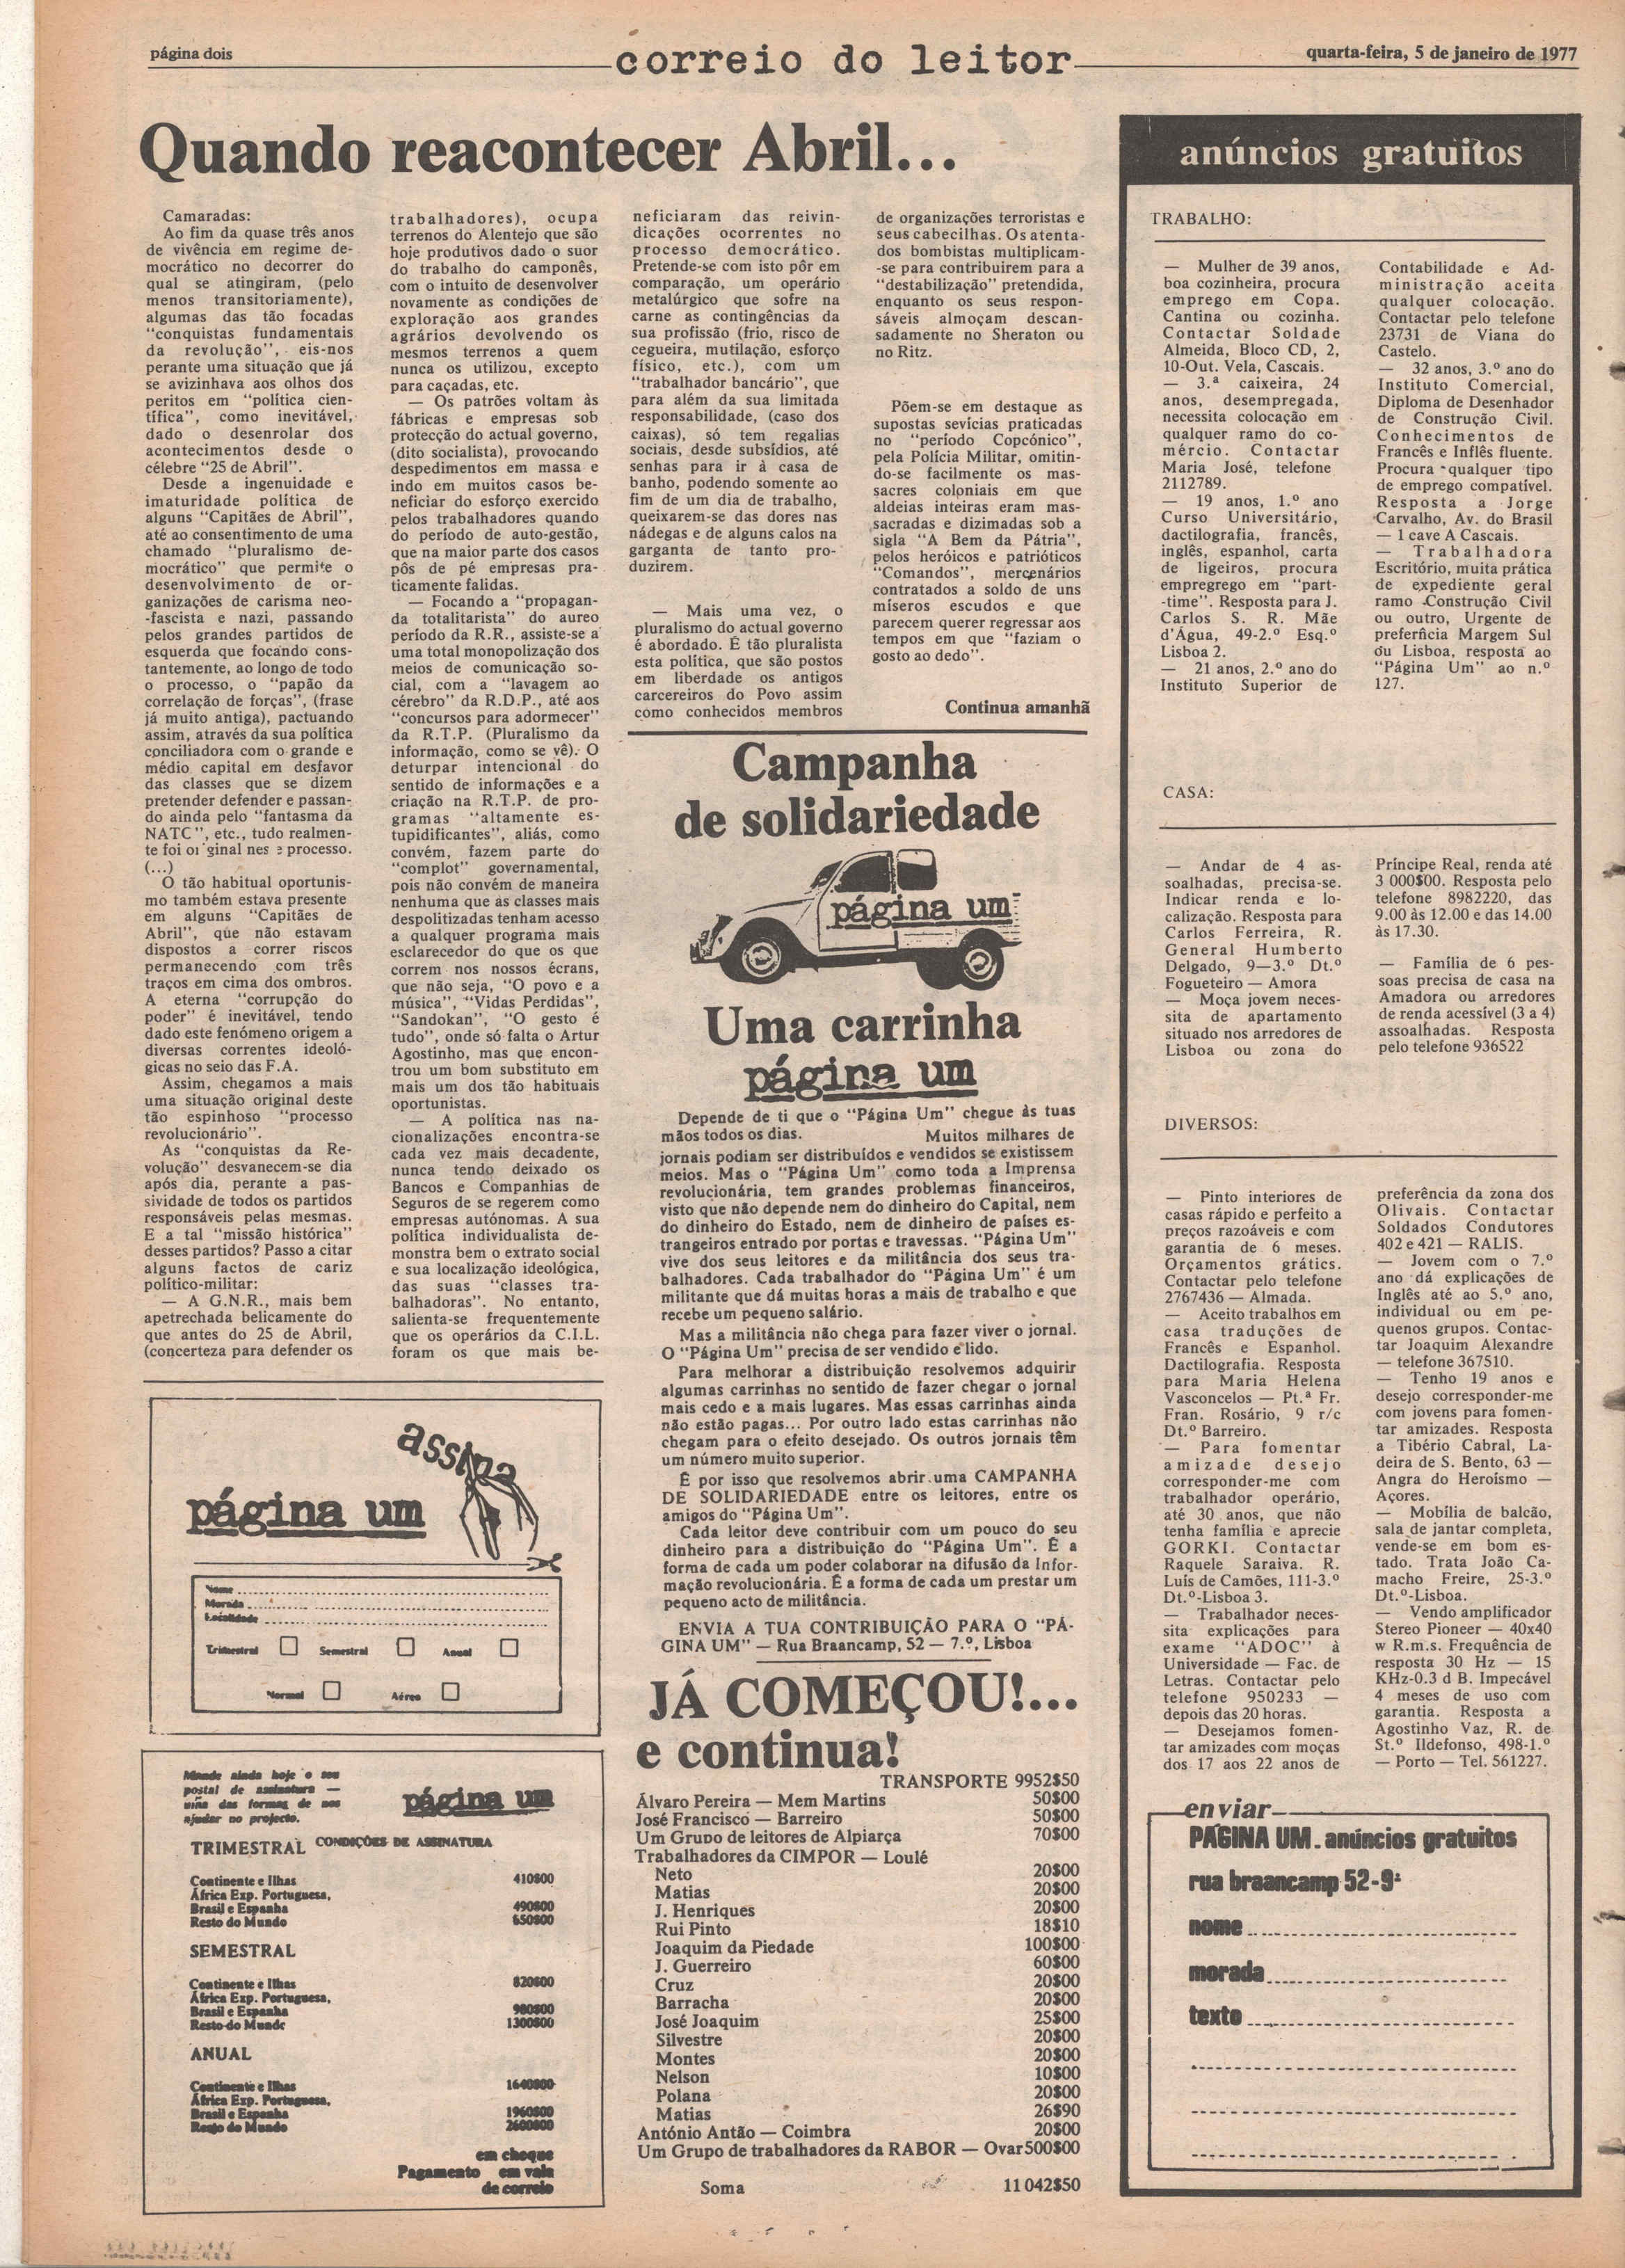 página dois
correio do leitor
quarta-feira, 5 de janeiro de 1977
Quando reacontecer Abril...
Camaradas:
Ao fim da quase três anos
de vivência em regime de-
mocrático no decorrer do
qual se atingiram, (pelo
menos transitoriamente),
algumas das tão focadas
"conquistas fundamentais
da revolução", eis-nos
perante uma situação que já
se avizinhava aos olhos dos
peritos em "política cien-
tífica", como inevitável,
dado o desenrolar dos
acontecimentos desde o
célebre "25 de Abril".
Desde a ingenuidade e
imaturidade política de
alguns "Capitães de Abril",
até ao consentimento de uma
chamado "pluralismo de-
mocrático" que permite o
desenvolvimento de or-
ganizações de carisma neo-
-fascista e nazi, passando
pelos grandes partidos de
esquerda que focando cons-
tantemente, ao longo de todo
o processo, o "papão da
correlação de forças", (frase
já muito antiga), pactuando
assim, através da sua política
conciliadora com o grande e
médio capital em desfavor
das classes que se dizem
pretender defender e passan-
do ainda pelo "fantasma da
NATC", etc., tudo realmen-
te foi or ginal nes e processo.
(...)
O tão habitual oportunis-
mo também estava presente
em alguns "Capitães de
Abril", que não estavam
dispostos a correr riscos
permanecendo com três
traços em cima dos ombros.
A eterna "corrupção do
poder" é inevitável, tendo
dado este fenómeno origem a
diversas correntes ideoló-
gicas no seio das F.A.
Assim, chegamos a mais
uma situação original deste
tão espinhoso "processo
revolucionário".
As "conquistas da Re-
volução" desvanecem-se dia
após dia, perante a pas-
sividade de todos os partidos
responsáveis pelas mesmas.
E a tal "missão histórica"
desses partidos? Passo a citar
alguns factos de cariz
político-militar:
— A G.N.R., mais bem
apetrechada belicamente do
que antes do 25 de Abril,
(concerteza para defender os
trabalhadores), ocupa
terrenos do Alentejo que são
hoje produtivos dado o suor
do trabalho do camponês,
com o intuito de desenvolver
novamente as condições de
exploração aos grandes
agrários devolvendo os
mesmos terrenos a quem
nunca os utilizou, excepto
para caçadas, etc.
— Os patrões voltam às
fábricas e empresas sob
protecção do actual governo,
(dito socialista), provocando
despedimentos em massa e
indo em muitos casos be-
neficiar do esforço exercido
pelos trabalhadores quando
do período de auto-gestão,
que na maior parte dos casos
pôs de pé empresas pra-
ticamente falidas.
— Focando a "propagan-
da totalitarista" do aureo
período da R.R., assiste-se a
uma total monopolização dos
meios de comunicação so-
cial, com a "lavagem ao
cérebro" da R.D.P., até aos
"concursos para adormecer"
da R.T.P. (Pluralismo da
informação, como se vê). O
deturpar intencional do
sentido de informações e a
criação na R.T.P. de pro-
gramas "altamente es-
tupidificantes", aliás, como
convém, fazem parte do
"complot" governamental,
pois não convém de maneira
nenhuma que as classes mais
despolitizadas tenham acesso
a qualquer programa mais
esclarecedor do que os que
correm nos nossos écrans,
que não seja, "O povo e a
música", "Vidas Perdidas",
"Sandokan", "O gesto é
tudo", onde só falta o Artur
Agostinho, mas que encon-
trou um bom substituto em
mais um dos tão habituais
oportunistas.
— A política nas na-
cionalizações encontra-se
cada vez mais decadente,
nunca tendo deixado os
Bancos e Companhias de
Seguros de se regerem como
empresas autónomas. A sua
política individualista de-
monstra bem o extrato social
e sua localização ideológica,
das suas "classes tra-
balhadoras". No entanto,
salienta-se frequentemente
que os operários da C.I.L.
foram os que mais be-
neficiaram das reivin-
dicações ocorrentes no
processo democrático.
Pretende-se com isto pôr em
comparação, um operário
metalúrgico que sofre na
carne as contingências da
sua profissão (frio, risco de
cegueira, mutilação, esforço
físico, etc.), com um
"trabalhador bancário", que
para além da sua limitada
responsabilidade, (caso dos
caixas), só tem regalias
sociais, desde subsídios, até
senhas para ir à casa de
banho, podendo somente ao
fim de um dia de trabalho,
queixarem-se das dores nas
nádegas e de alguns calos na
garganta de tanto pro-
duzirem.
— Mais uma vez, o
pluralismo do actual governo
é abordado. É tão pluralista
esta política, que são postos
em liberdade os antigos
carcereiros do Povo assim
como conhecidos membros
de organizações terroristas e
seus cabecilhas. Os atenta-
dos bombistas multiplicam-
-se para contribuirem para a
"destabilização" pretendida,
enquanto os seus respon-
sáveis almoçam descan-
sadamente no Sheraton ou
no Ritz.
Põem-se em destaque as
supostas sevícias praticadas
no "período Copcónico",
pela Polícia Militar, omitin-
do-se facilmente os mas-
sacres coloniais em que
aldeias inteiras eram mas-
sacradas e dizimadas sob a
sigla "A Bem da Pátria",
pelos heróicos e patrióticos
"Comandos", mercenários
contratados a soldo de uns
míseros escudos e que
parecem querer regressar aos
tempos em que "faziam o
gosto ao dedo".
Continua amanhã
Campanha
de solidariedade
página um
Uma carrinha
página um
Depende de ti que o "Página Um" chegue às tuas
mãos todos os dias. Muitos milhares de
jornais podiam ser distribuídos e vendidos se existissem
meios. Mas o "Página Um" como toda a Imprensa
revolucionária, tem grandes problemas financeiros,
visto que não depende nem do dinheiro do Capital, nem
do dinheiro do Estado, nem de dinheiro de países es-
trangeiros entrado por portas e travessas. "Página Um"
vive dos seus leitores e da militância dos seus tra-
balhadores. Cada trabalhador do "Página Um" é um
militante que dá muitas horas a mais de trabalho e que
recebe um pequeno salário.
Mas a militância não chega para fazer viver o jornal.
O "Página Um" precisa de ser vendido e lido.
Para melhorar a distribuição resolvemos adquirir
algumas carrinhas no sentido de fazer chegar o jornal
mais cedo e a mais lugares. Mas essas carrinhas ainda
não estão pagas... Por outro lado estas carrinhas não
chegam para o efeito desejado. Os outros jornais têm
um número muito superior.
É por isso que resolvemos abrir uma CAMPANHA
DE SOLIDARIEDADE entre os leitores, entre os
amigos do "Página Um".
Cada leitor deve contribuir com um pouco do seu
dinheiro para a distribuição do "Página Um". É a
forma de cada um poder colaborar na difusão da Infor-
mação revolucionária. É a forma de cada um prestar um
pequeno acto de militância.
ENVIA A TUA CONTRIBUIÇÃO PARA O "PÁ-
GINA UM" — Rua Braancamp, 52 — 7.º, Lisboa
JÁ COMEÇOU!...
e continua!
TRANSPORTE 9952$50
Álvaro Pereira — Mem Martins 50$00
José Francisco — Barreiro 50$00
Um Grupo de leitores de Alpiarça 70$00
Trabalhadores da CIMPOR — Loulé
Neto 20$00
Matias 20$00
J. Henriques 20$00
Rui Pinto 18$10
Joaquim da Piedade 100$00
J. Guerreiro 60$00
Cruz 20$00
Barracha 20$00
José Joaquim 25$00
Silvestre 20$00
Montes 20$00
Nelson 10$00
Polana 20$00
Matias 26$90
António Antão — Coimbra 20$00
Um Grupo de trabalhadores da RABOR — Ovar500$00
Soma 11042$50
assina
página um
Nome
Morada
Localidade
Trimestral Semestral Anual
Normal Aéreo
Mande ainda hoje o seu
postal de assinatura —
uma das formas de nos
ajudar no projecto.
página um
TRIMESTRAL CONDIÇÕES DE ASSINATURA
Continente e Ilhas 410$00
África Exp. Portuguesa,
Brasil e Espanha 490$00
Resto do Mundo 650$00
SEMESTRAL
Continente e Ilhas 820$00
África Exp. Portuguesa,
Brasil e Espanha 980$00
Resto do Mundo 1300$00
ANUAL
Continente e Ilhas 1640$00
África Exp. Portuguesa,
Brasil e Espanha 1960$00
Resto do Mundo 2600$00
em cheque
Pagamento em vale
de correio
anúncios gratuitos
TRABALHO:
— Mulher de 39 anos,
boa cozinheira, procura
emprego em Copa.
Cantina ou cozinha.
Contactar Soldade
Almeida, Bloco CD, 2,
10-Out. Vela, Cascais.
— 3.ª caixeira, 24
anos, desempregada,
necessita colocação em
qualquer ramo do co-
mércio. Contactar
Maria José, telefone
2112789.
— 19 anos, 1.º ano
Curso Universitário,
dactilografia, francês,
inglês, espanhol, carta
de ligeiros, procura
empregrego em "part-
-time". Resposta para J.
Carlos S. R. Mãe
d'Água, 49-2.º Esq.º
Lisboa 2.
— 21 anos, 2.º ano do
Instituto Superior de
Contabilidade e Ad-
ministração aceita
qualquer colocação.
Contactar pelo telefone
23731 de Viana do
Castelo.
— 32 anos, 3.º ano do
Instituto Comercial,
Diploma de Desenhador
de Construção Civil.
Conhecimentos de
Francês e Inflês fluente.
Procura qualquer tipo
de emprego compatível.
Resposta a Jorge
Carvalho, Av. do Brasil
— 1 cave A Cascais.
— Trabalhadora
Escritório, muita prática
de expediente geral
ramo Construção Civil
ou outro, Urgente de
preferñcia Margem Sul
ou Lisboa, resposta ao
"Página Um" ao n.º
127.
CASA:
— Andar de 4 as-
soalhadas, precisa-se.
Indicar renda e lo-
calização. Resposta para
Carlos Ferreira, R.
General Humberto
Delgado, 9—3.º Dt.º
Fogueteiro — Amora
— Moça jovem neces-
sita de apartamento
situado nos arredores de
Lisboa ou zona do
Príncipe Real, renda até
3 000$00. Resposta pelo
telefone 8982220, das
9.00 às 12.00 e das 14.00
às 17.30.
— Família de 6 pes-
soas precisa de casa na
Amadora ou arredores
de renda acessível (3 a 4)
assoalhadas. Resposta
pelo telefone 936522
DIVERSOS:
— Pinto interiores de
casas rápido e perfeito a
preços razoáveis e com
garantia de 6 meses.
Orçamentos grátics.
Contactar pelo telefone
2767436 — Almada.
— Aceito trabalhos em
casa traduções de
Francês e Espanhol.
Dactilografia. Resposta
para Maria Helena
Vasconcelos — Pt.ª Fr.
Fran. Rosário, 9 r/c
Dt.º Barreiro.
— Para fomentar
amizade desejo
corresponder-me com
trabalhador operário,
até 30 anos, que não
tenha família e aprecie
GORKI. Contactar
Raquele Saraiva. R.
Luís de Camões, 111-3.º
Dt.º-Lisboa 3.
— Trabalhador neces-
sita explicações para
exame "ADOC" à
Universidade — Fac. de
Letras. Contactar pelo
telefone 950233 —
depois das 20 horas.
— Desejamos fomen-
tar amizades com moças
dos 17 aos 22 anos de
preferência da zona dos
Olivais. Contactar
Soldados Condutores
402 e 421 — RALIS.
— Jovem com o 7.º
ano dá explicações de
Inglês até ao 5.º ano,
individual ou em pe-
quenos grupos. Contac-
tar Joaquim Alexandre
— telefone 367510.
— Tenho 19 anos e
desejo corresponder-me
com jovens para fomen-
tar amizades. Resposta
a Tibério Cabral, La-
deira de S. Bento, 63 —
Angra do Heroísmo —
Açores.
— Mobília de balcão,
sala de jantar completa,
vende-se em bom es-
tado. Trata João Ca-
macho Freire, 25-3.º
Dt.º-Lisboa.
— Vendo amplificador
Stereo Pioneer — 40x40
w R.m.s. Frequência de
resposta 30 Hz — 15
KHz-0.3 d B. Impecável
4 meses de uso com
garantia. Resposta a
Agostinho Vaz, R. de
St.º Ildefonso, 498-1.º
— Porto — Tel. 561227.
enviar
PÁGINA UM - anúncios gratuitos
rua braancamp 52-9º
nome
morada
texto